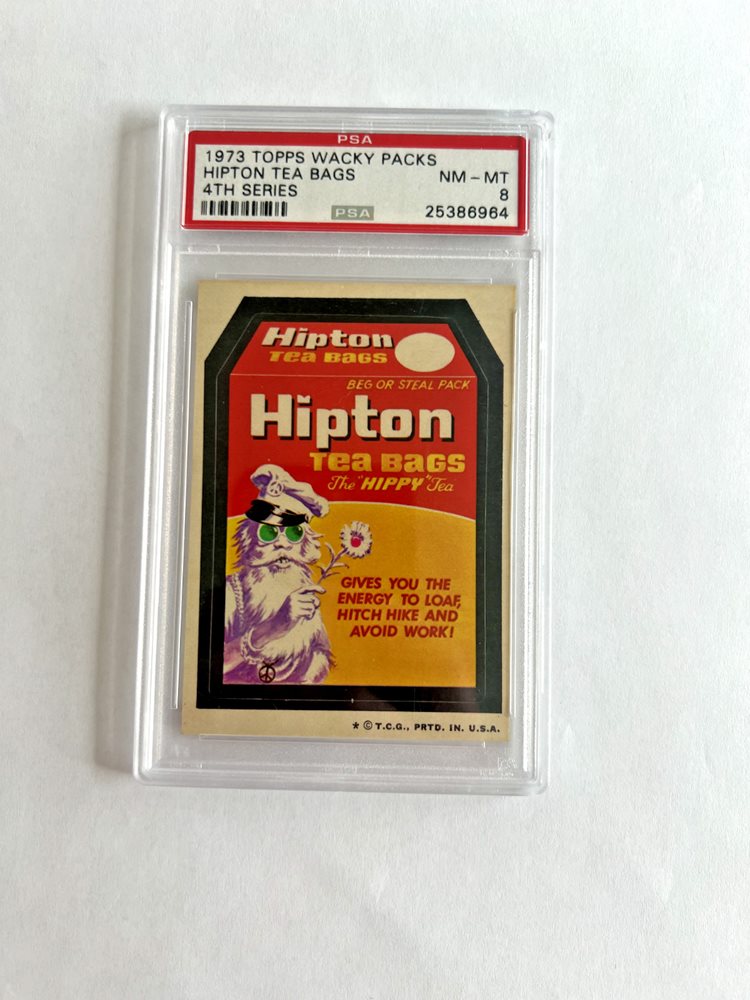 PSA
1973 TOPPS WACKY PACKS
HIPTON TEA BAGS NM - MT
4TH SERIES 8
PSA 25386964
Hipton
Tea Bags
BEG OR STEAL PACK
Hipton
Tea Bags
The "HIPPY" Tea
GIVES YOU THE
ENERGY TO LOAF,
HITCH HIKE AND
AVOID WORK!
* © T.C.G., PRTD. IN. U.S.A.